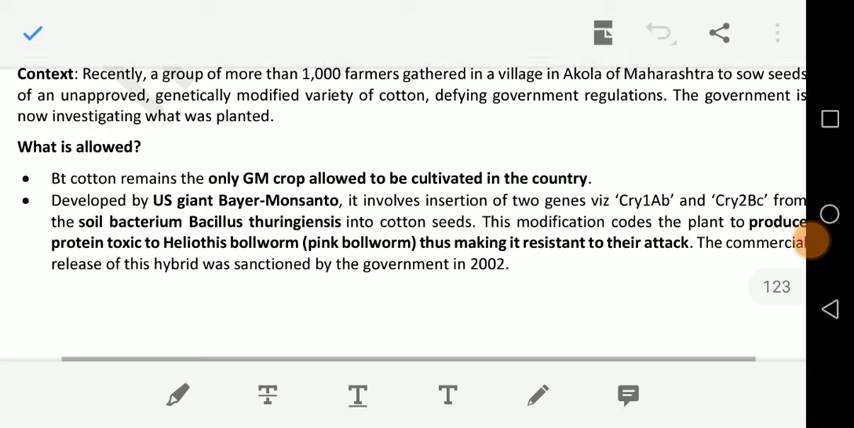 Context: Recently, a group of more than 1,000 farmers gathered in a village in Akola of Maharashtra to sow seeds
of an unapproved, genetically modified variety of cotton, defying government regulations. The government is
now investigating what was planted.
What is allowed?
• Bt cotton remains the only GM crop allowed to be cultivated in the country.
• Developed by US giant Bayer-Monsanto, it involves insertion of two genes viz ‘Cry1Ab’ and ‘Cry2Bc’ from
the soil bacterium Bacillus thuringiensis into cotton seeds. This modification codes the plant to produce
protein toxic to Heliothis bollworm (pink bollworm) thus making it resistant to their attack. The commercial
release of this hybrid was sanctioned by the government in 2002.
123
T T T